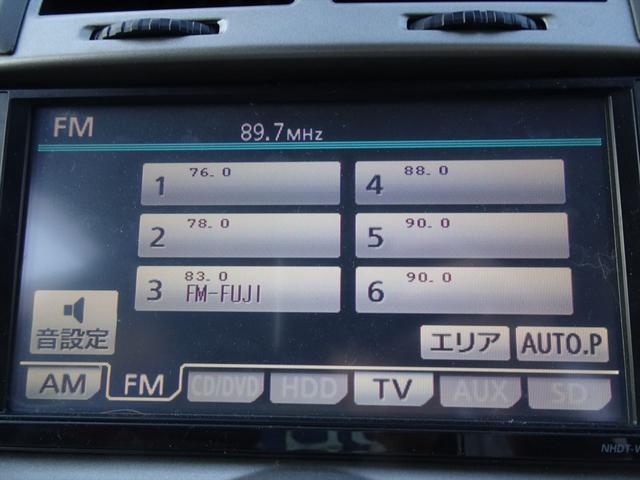 FM
89.7MHz
1 76.0
4 88.0
2 78.0
5 90.0
3 83.0
FM-FUJI
6 90.0
音設定
エリア AUTO.P
AM FM CD/DVD HDD TV AUX SD